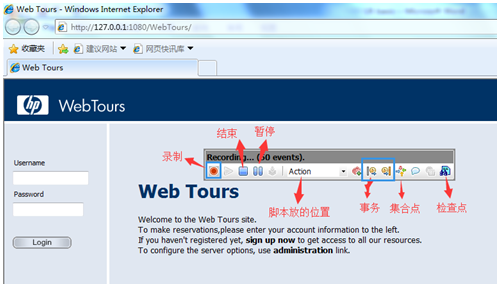 Web Tours - Windows Internet Explorer
http://127.0.0.1:1080/WebTours/
收藏夹
建议网站
网页快讯库
Web Tours
hp
WebTours
结束
暂停
录制
Recording... (50 events).
Action
Username
Password
Login
脚本放的位置
事务
集合点
检查点
Web Tours
Welcome to the Web Tours site.
To make reservations,please enter your account information to the left.
If you haven't registered yet, sign up now to get access to all our resources.
To configure the server options, use administration link.